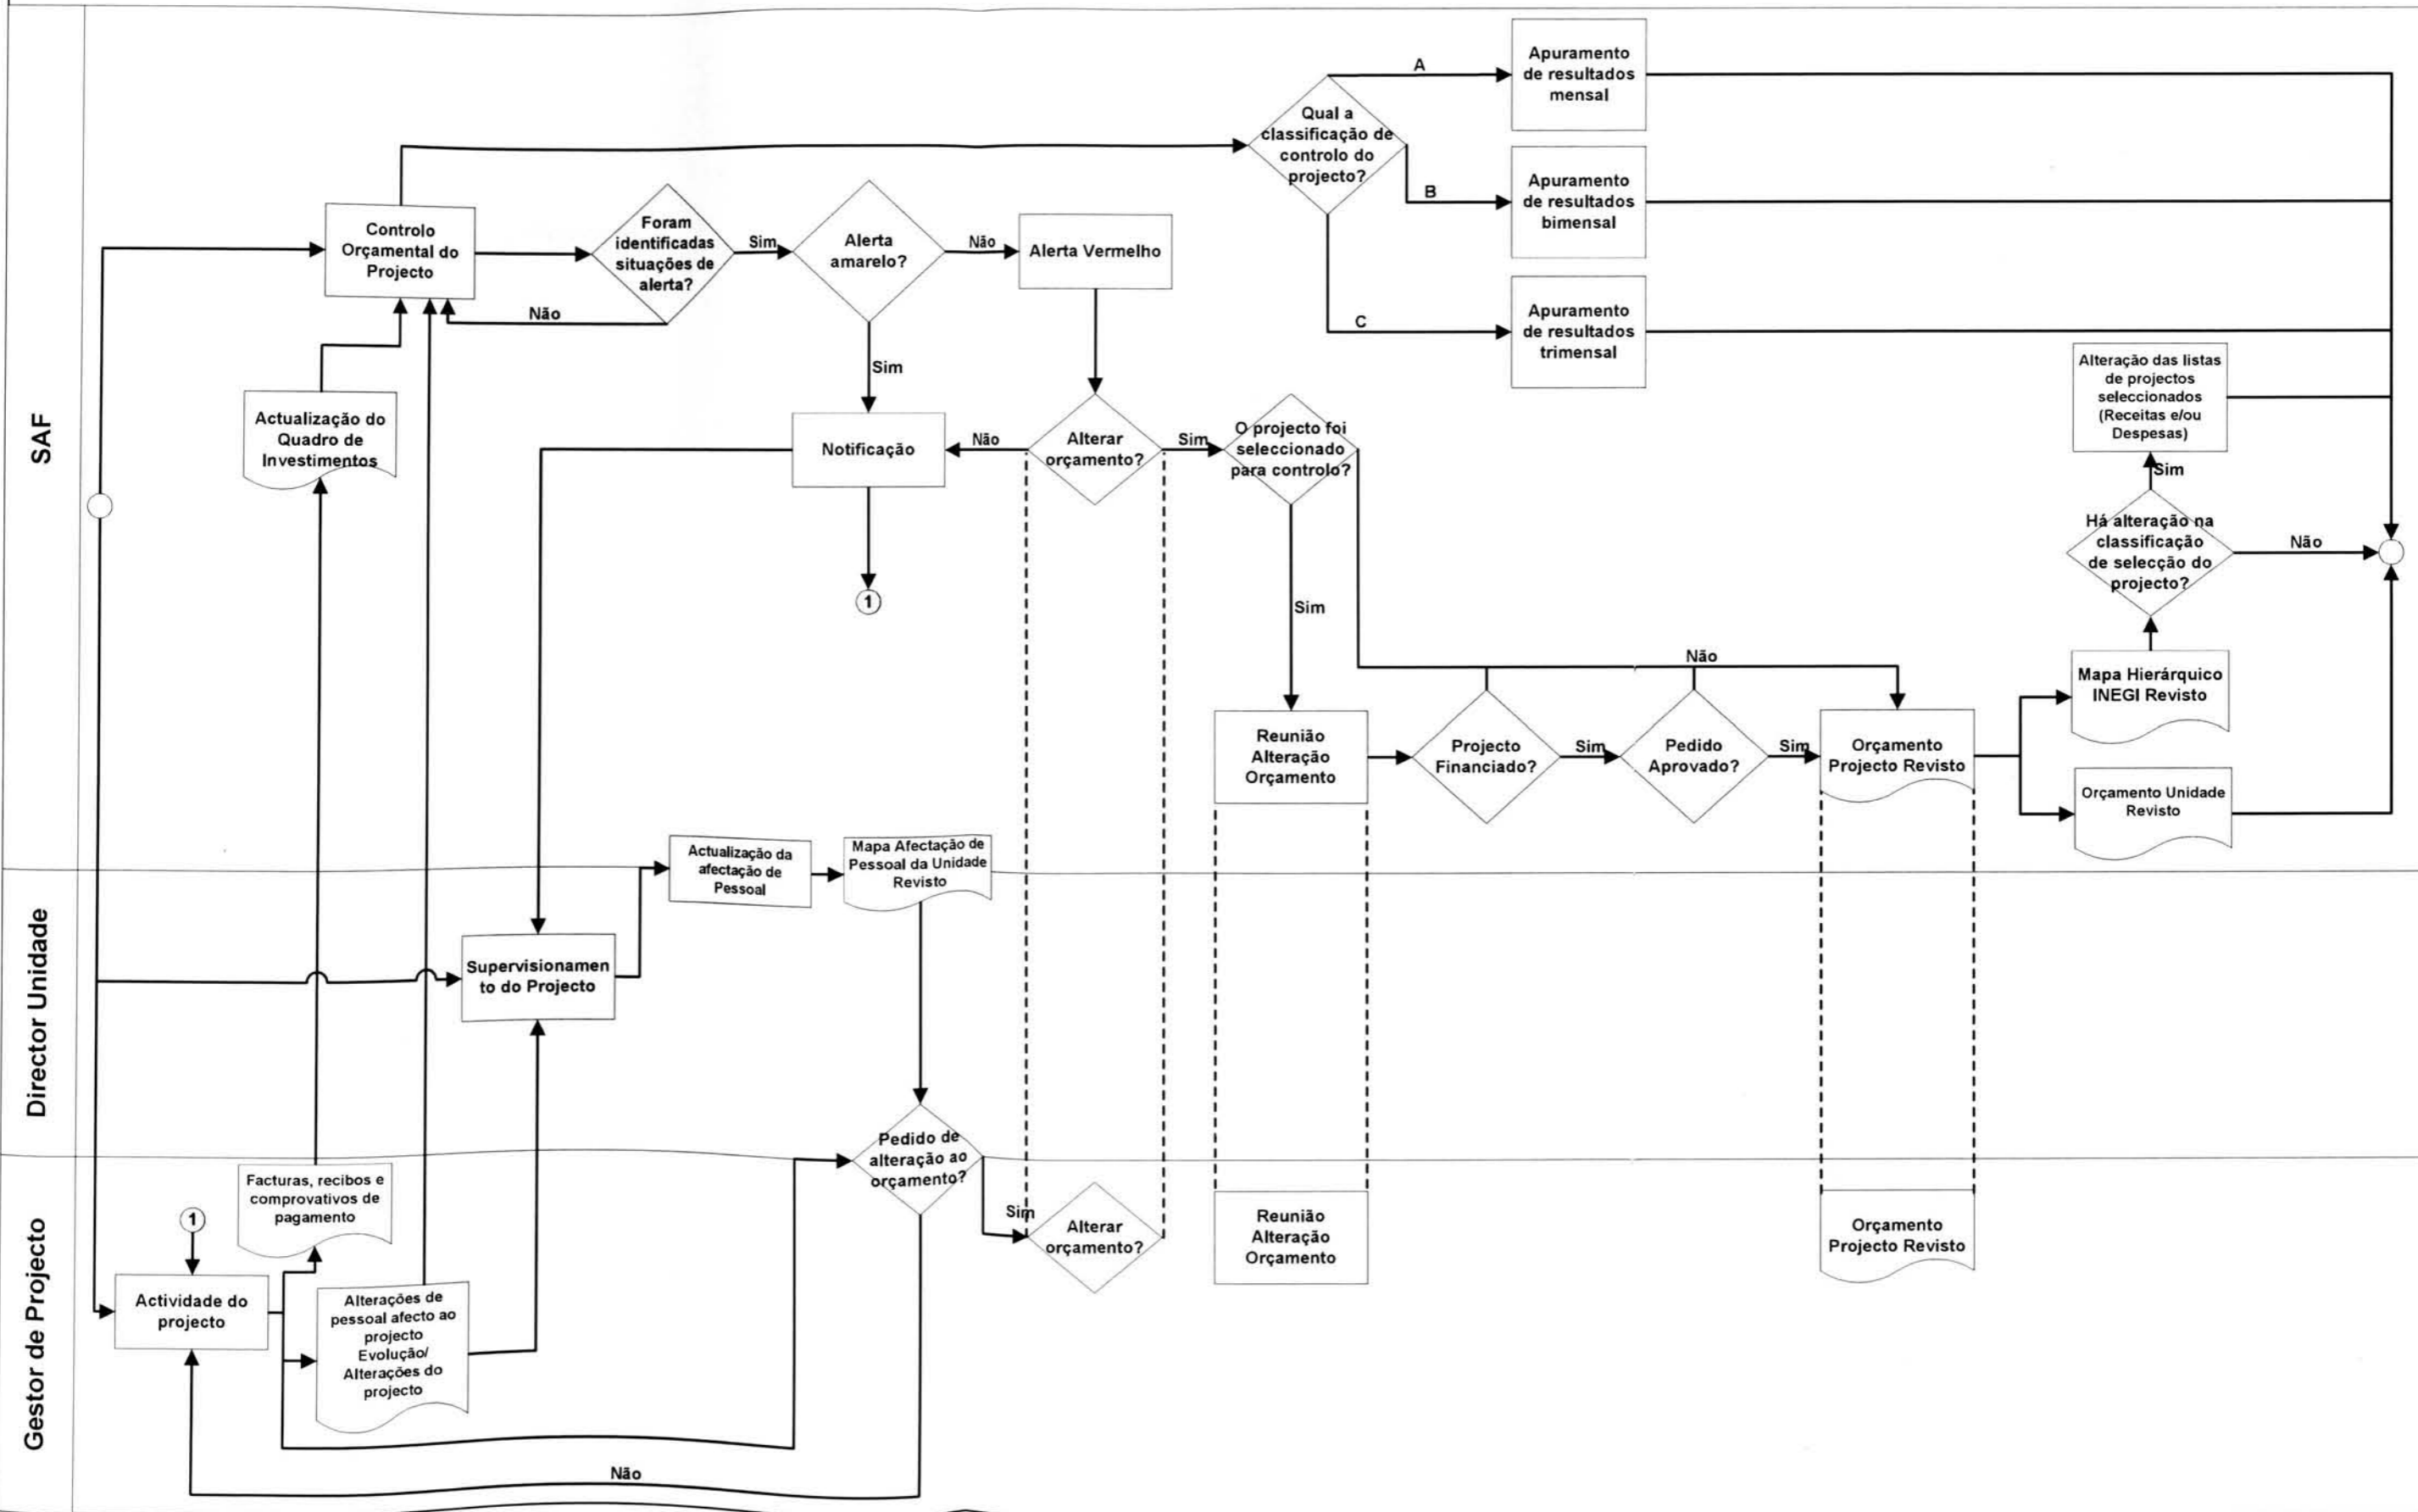 SAF
Director Unidade
Gestor de Projecto
Apuramento
de resultados
mensal
A
Qual a
classificação de
controlo do
projecto?
B
Apuramento
de resultados
bimensal
C
Apuramento
de resultados
trimensal
Controlo
Orçamental do
Projecto
Foram
identificadas
situações de
alerta?
Sim
Não
Alerta
amarelo?
Não
Sim
Alerta Vermelho
Actualização do
Quadro de
Investimentos
Notificação
Não
Alterar
orçamento?
Sim
O projecto foi
seleccionado
para controlo?
Sim
1
Alteração das listas
de projectos
seleccionados
(Receitas e/ou
Despesas)
Sim
Há alteração na
classificação
de selecção do
projecto?
Não
Não
Mapa Hierárquico
INEGI Revisto
Reunião
Alteração
Orçamento
Projecto
Financiado?
Sim
Pedido
Aprovado?
Sim
Orçamento
Projecto Revisto
Orçamento Unidade
Revisto
Actualização da
afectação de
Pessoal
Mapa Afectação de
Pessoal da Unidade
Revisto
Supervisionamen
to do Projecto
Pedido de
alteração ao
orçamento?
Sim
Facturas, recibos e
comprovativos de
pagamento
1
Actividade do
projecto
Alterações de
pessoal afecto ao
projecto
Evolução/
Alterações do
projecto
Alterar
orçamento?
Reunião
Alteração
Orçamento
Orçamento
Projecto Revisto
Não